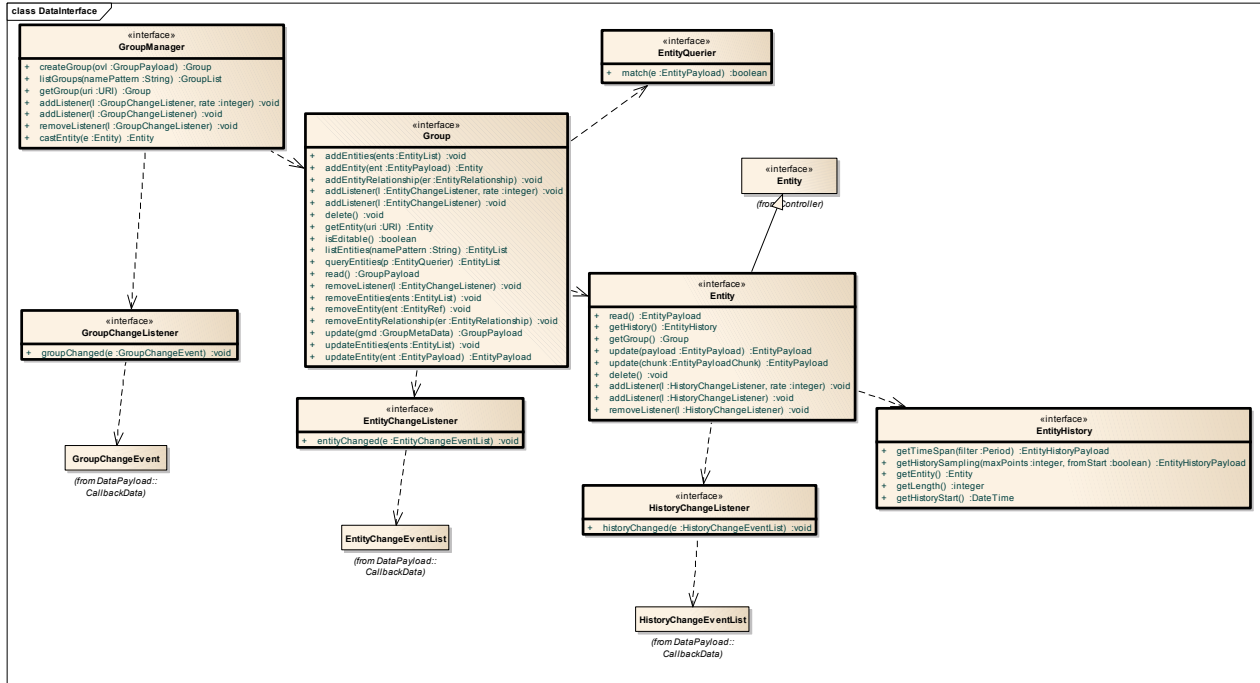 class DataInterface
«interface»
GroupManager
+ createGroup(ovl :GroupPayload) :Group
+ listGroups(namePattern :String) :GroupList
+ getGroup(uri :URI) :Group
+ addListener(l :GroupChangeListener, rate :integer) :void
+ addListener(l :GroupChangeListener) :void
+ removeListener(l :GroupChangeListener) :void
+ castEntity(e :Entity) :Entity
«interface»
EntityQuerier
+ match(e :EntityPayload) :boolean
«interface»
Group
+ addEntities(ents :EntityList) :void
+ addEntity(ent :EntityPayload) :Entity
+ addEntityRelationship(er :EntityRelationship) :void
+ addListener(l :EntityChangeListener, rate :integer) :void
+ addListener(l :EntityChangeListener) :void
+ delete() :void
+ getEntity(uri :URI) :Entity
+ isEditable() :boolean
+ listEntities(namePattern :String) :EntityList
+ queryEntities(p :EntityQuerier) :EntityList
+ read() :GroupPayload
+ removeListener(l :EntityChangeListener) :void
+ removeEntities(ents :EntityList) :void
+ removeEntity(ent :EntityRef) :void
+ removeEntityRelationship(er :EntityRelationship) :void
+ update(gmd :GroupMetaData) :GroupPayload
+ updateEntities(ents :EntityList) :void
+ updateEntity(ent :EntityPayload) :EntityPayload
«interface»
Entity
(from Controller)
«interface»
Entity
+ read() :EntityPayload
+ getHistory() :EntityHistory
+ getGroup() :Group
+ update(payload :EntityPayload) :EntityPayload
+ update(chunk :EntityPayloadChunk) :EntityPayload
+ delete() :void
+ addListener(l :HistoryChangeListener, rate :integer) :void
+ addListener(l :HistoryChangeListener) :void
+ removeListener(l :HistoryChangeListener) :void
«interface»
GroupChangeListener
+ groupChanged(e :GroupChangeEvent) :void
«interface»
EntityChangeListener
+ entityChanged(e :EntityChangeEventList) :void
«interface»
EntityHistory
+ getTimeSpan(filter :Period) :EntityHistoryPayload
+ getHistorySampling(maxPoints :integer, fromStart :boolean) :EntityHistoryPayload
+ getEntity() :Entity
+ getLength() :integer
+ getHistoryStart() :DateTime
GroupChangeEvent
(from DataPayload::
CallbackData)
«interface»
HistoryChangeListener
+ historyChanged(e :HistoryChangeEventList) :void
EntityChangeEventList
(from DataPayload::
CallbackData)
HistoryChangeEventList
(from DataPayload::
CallbackData)